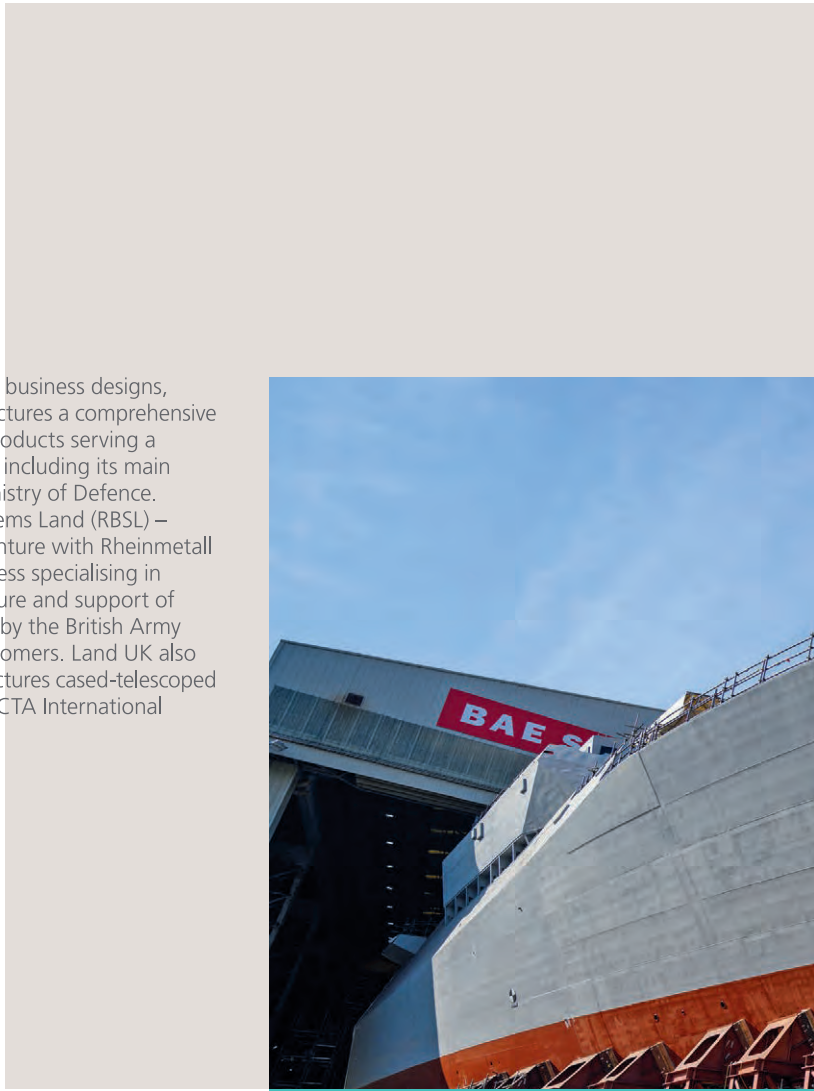 business designs,
ctures a comprehensive
oducts serving a
including its main
istry of Defence.
ems Land (RBSL) –
nture with Rheinmetall
ess specialising in
ure and support of
by the British Army
omers. Land UK also
ctures cased-telescoped
CTA International
BAE S